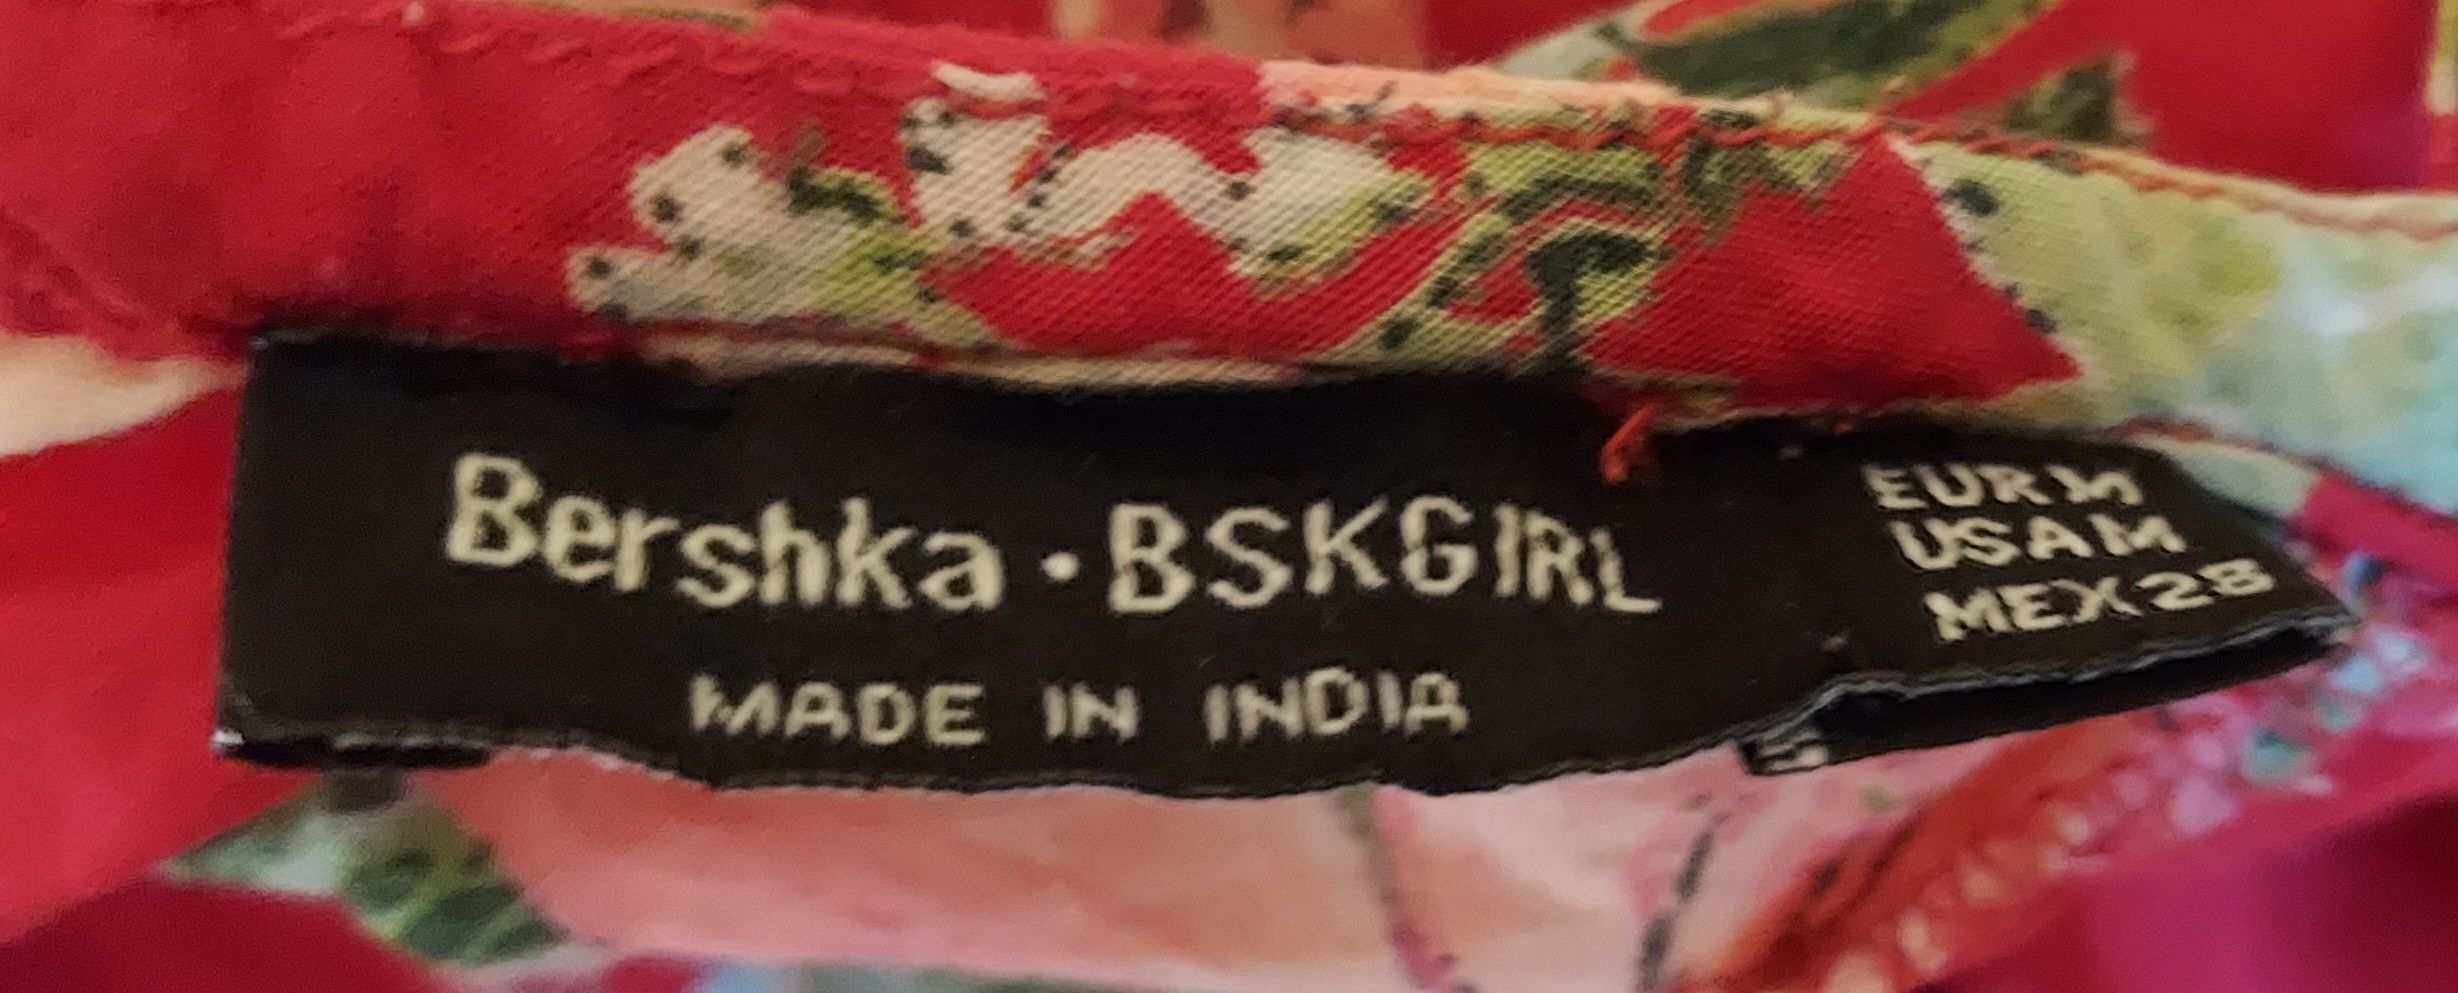 Bershka · BSKGIRL
MADE IN INDIA
EUR M
USA M
MEX 28